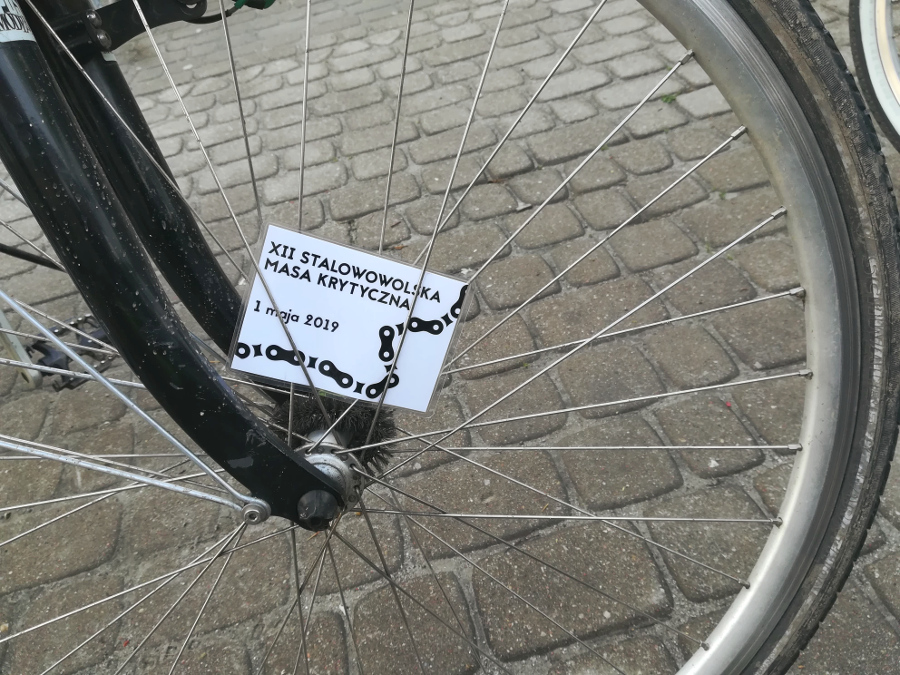 XII STALOWOWOLSKA
MASA KRYTYCZNA
1 maja 2019